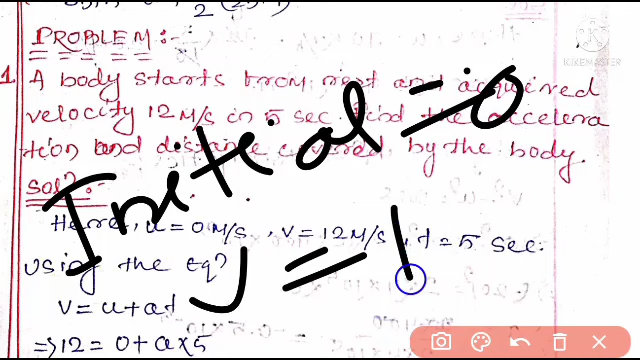 PROBLEM:-
KINEMASTER
1. A body starts from rest and acquired
velocity 12 M/s in 5 sec. Find the accelera
tion and distance covered by the body.
Initial = 0
Sol?:-
Here, u = 0 M/s, v = 12 M/s, t = 5 sec.
Using the Eq?
v = u + at
=> 12 = 0 + a × 5